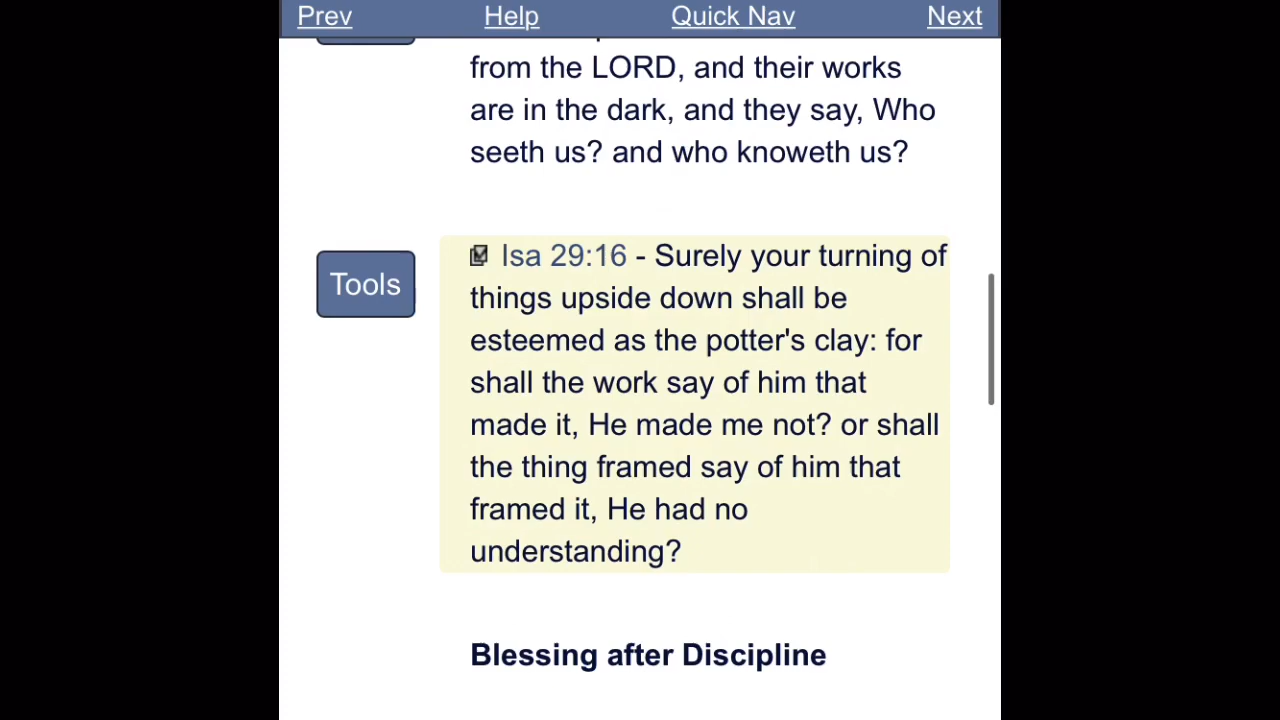 Prev Help Quick Nav Next
from the LORD, and their works
are in the dark, and they say, Who
seeth us? and who knoweth us?
Tools
Isa 29:16 - Surely your turning of
things upside down shall be
esteemed as the potter's clay: for
shall the work say of him that
made it, He made me not? or shall
the thing framed say of him that
framed it, He had no
understanding?
Blessing after Discipline